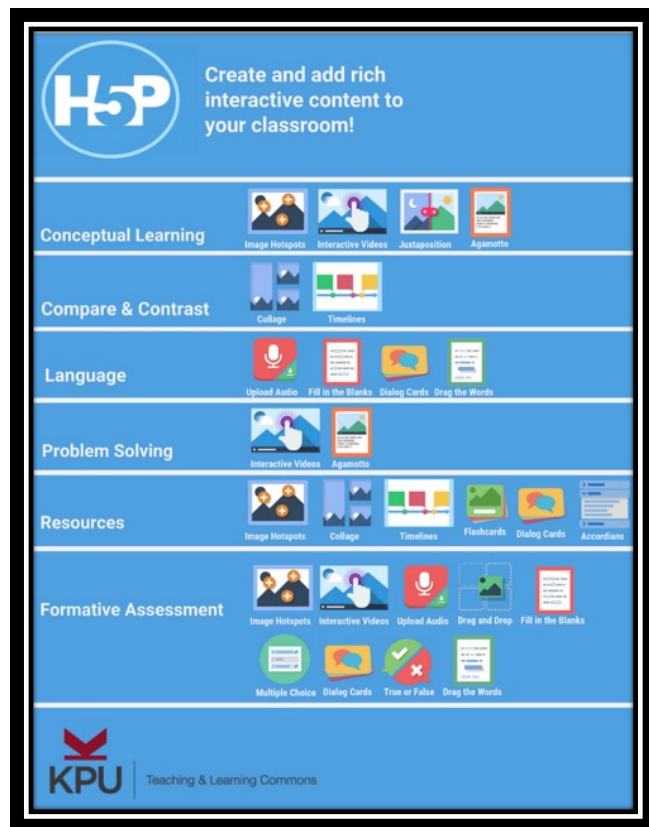 H5P
Create and add rich
interactive content to
your classroom!
Conceptual Learning
Image Hotspots Interactive Videos Juxtaposition Agamotto
Compare & Contrast
Collage Timelines
Language
Upload Audio Fill in the Blanks Dialog Cards Drag the Words
Problem Solving
Interactive Videos Agamotto
Resources
Image Hotspots Collage Timelines Flashcards Dialog Cards Accordians
Formative Assessment
Image Hotspots Interactive Videos Upload Audio Drag and Drop Fill in the Blanks
Multiple Choice Dialog Cards True or False Drag the Words
KPU Teaching & Learning Commons